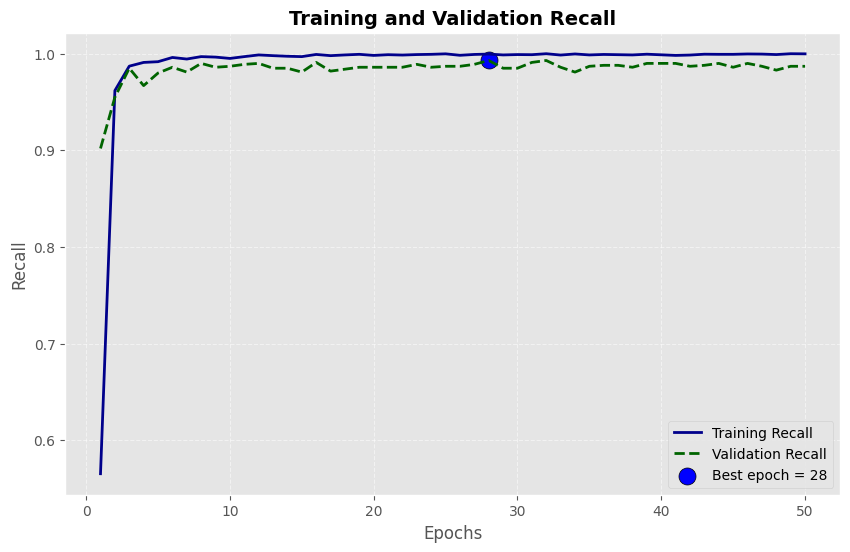 Training and Validation Recall
1.0
0.9
0.8
0.7
0.6
Recall
0 10 20 30 40 50
Epochs
Training Recall
Validation Recall
Best epoch = 28